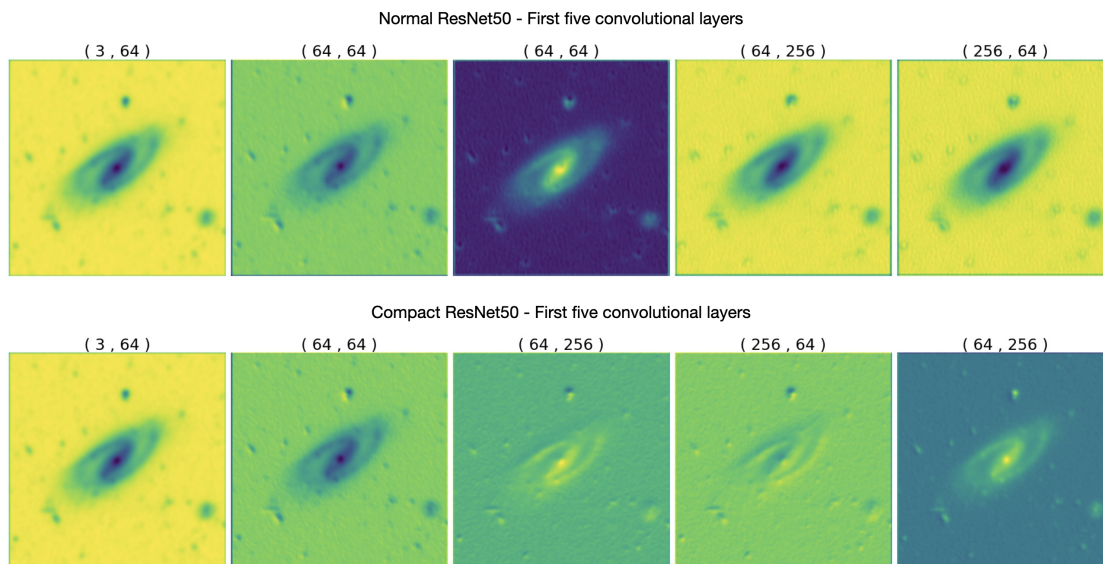 Normal ResNet50 - First five convolutional layers
( 3 , 64 ) ( 64 , 64 ) ( 64 , 64 ) ( 64 , 256 ) ( 256 , 64 )
Compact ResNet50 - First five convolutional layers
( 3 , 64 ) ( 64 , 64 ) ( 64 , 256 ) ( 256 , 64 ) ( 64 , 256 )